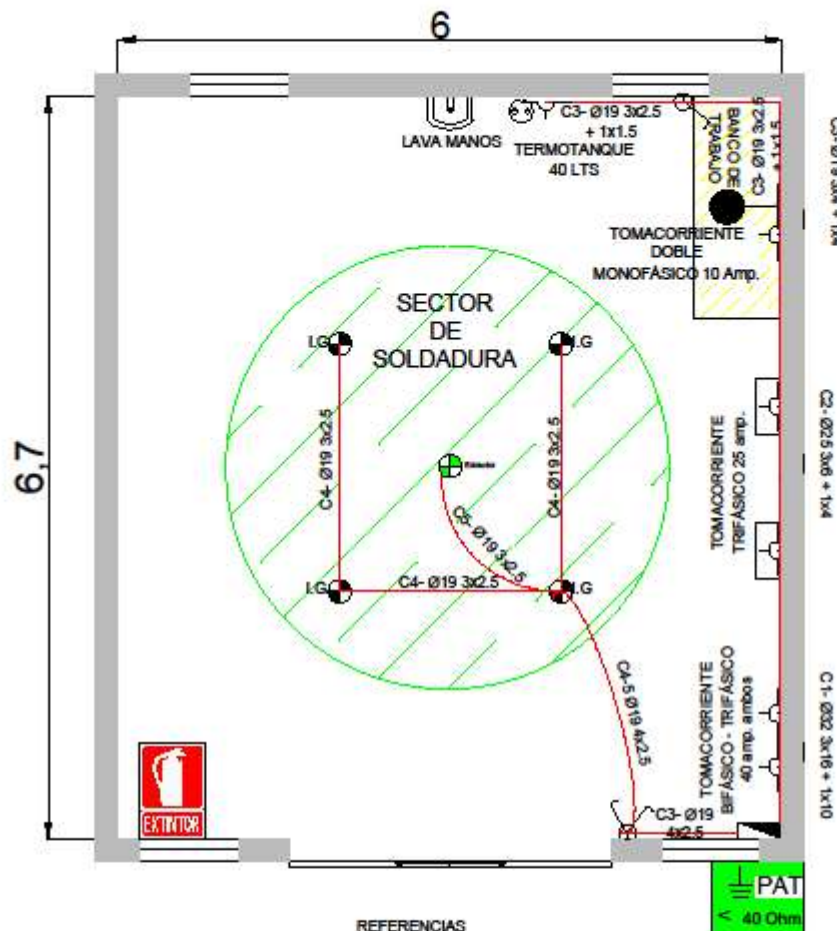 6
6,7
LAVA MANOS
C3- Ø19 3x2.5
+ 1x1.5
TERMOTANQUE
40 LTS
BANCO DE
TRABAJO
C3- Ø19 3x2.5
+ 1x1.5
TOMACORRIENTE
DOBLE
MONOFÁSICO 10 Amp.
SECTOR
DE
SOLDADURA
I.G
I.G
C4- Ø19 3x2.5
C4- Ø19 3x2.5
C5- Ø19 3x2.5
C4- Ø19 3x2.5
I.G
I.G
TOMACORRIENTE
TRIFÁSICO 25 amp.
C2- Ø25 3x6 + 1x4
C4-5 Ø19 4x2.5
TOMACORRIENTE
BIFÁSICO - TRIFÁSICO
40 amp. ambos
C1- Ø32 3x16 + 1x10
C3- Ø19
4x2.5
EXTINTOR
PAT
< 40 Ohm
REFERENCIAS